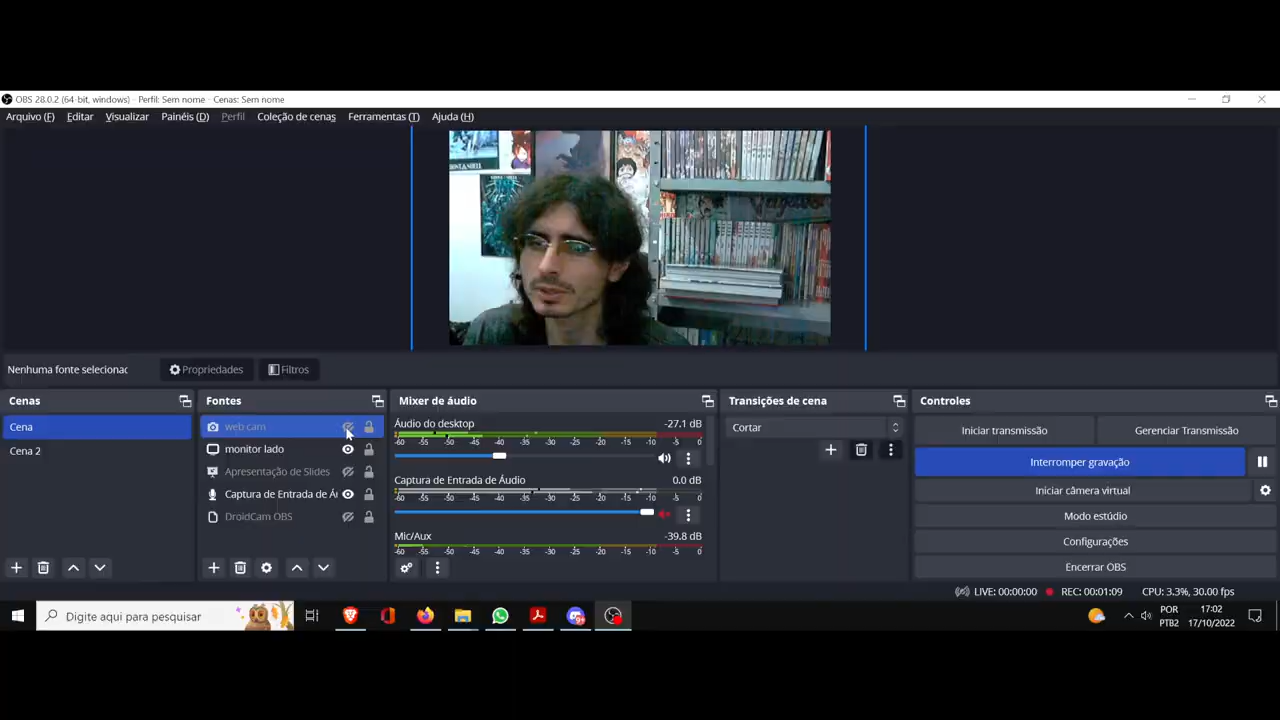 OBS 28.0.2 (64-bit, windows) - Perfil: Sem nome - Cenas: Sem nome
Arquivo (F) Editar Visualizar Painéis (D) Perfil Coleção de cenas Ferramentas (T) Ajuda (H)
Nenhuma fonte selecionac Propriedades Filtros
Cenas
Cena
Cena 2
Fontes
web cam
monitor lado
Apresentação de Slides
Captura de Entrada de Á
DroidCam OBS
Mixer de áudio
Áudio do desktop -27.1 dB
-60 -55 -50 -45 -40 -35 -30 -25 -20 -15 -10 -5 0
Captura de Entrada de Áudio 0.0 dB
-60 -55 -50 -45 -40 -35 -30 -25 -20 -15 -10 -5 0
Mic/Aux -39.8 dB
-60 -55 -50 -45 -40 -35 -30 -25 -20 -15 -10 -5 0
Transições de cena
Cortar
Controles
Iniciar transmissão Gerenciar Transmissão
Interromper gravação
Iniciar câmera virtual
Modo estúdio
Configurações
Encerrar OBS
LIVE: 00:00:00 REC: 00:01:09 CPU: 3.3%, 30.00 fps
Digite aqui para pesquisar
POR 17:02
PTB2 17/10/2022